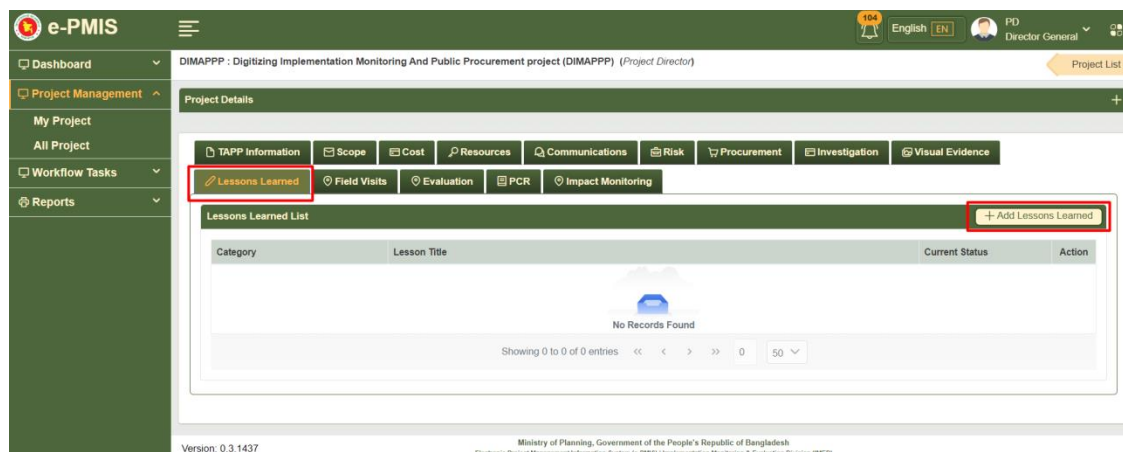 e-PMIS
104
English EN
PD
Director General
Dashboard
Project Management
My Project
All Project
Workflow Tasks
Reports
DIMAPPP : Digitizing Implementation Monitoring And Public Procurement project (DIMAPPP) (Project Director)
Project List
Project Details
TAPP Information Scope Cost Resources Communications Risk Procurement Investigation Visual Evidence
Lessons Learned Field Visits Evaluation PCR Impact Monitoring
Lessons Learned List
Add Lessons Learned
Category Lesson Title Current Status Action
No Records Found
Showing 0 to 0 of 0 entries 0 50
Version: 0.3.1437
Ministry of Planning, Government of the People's Republic of Bangladesh